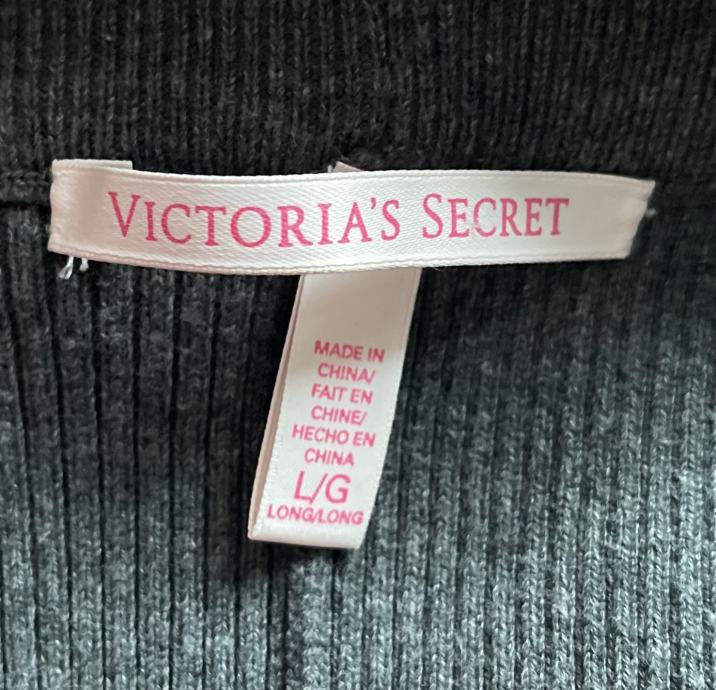 VICTORIA'S SECRET
MADE IN
CHINA/
FAIT EN
CHINE/
HECHO EN
CHINA
L/G
LONG/LONG